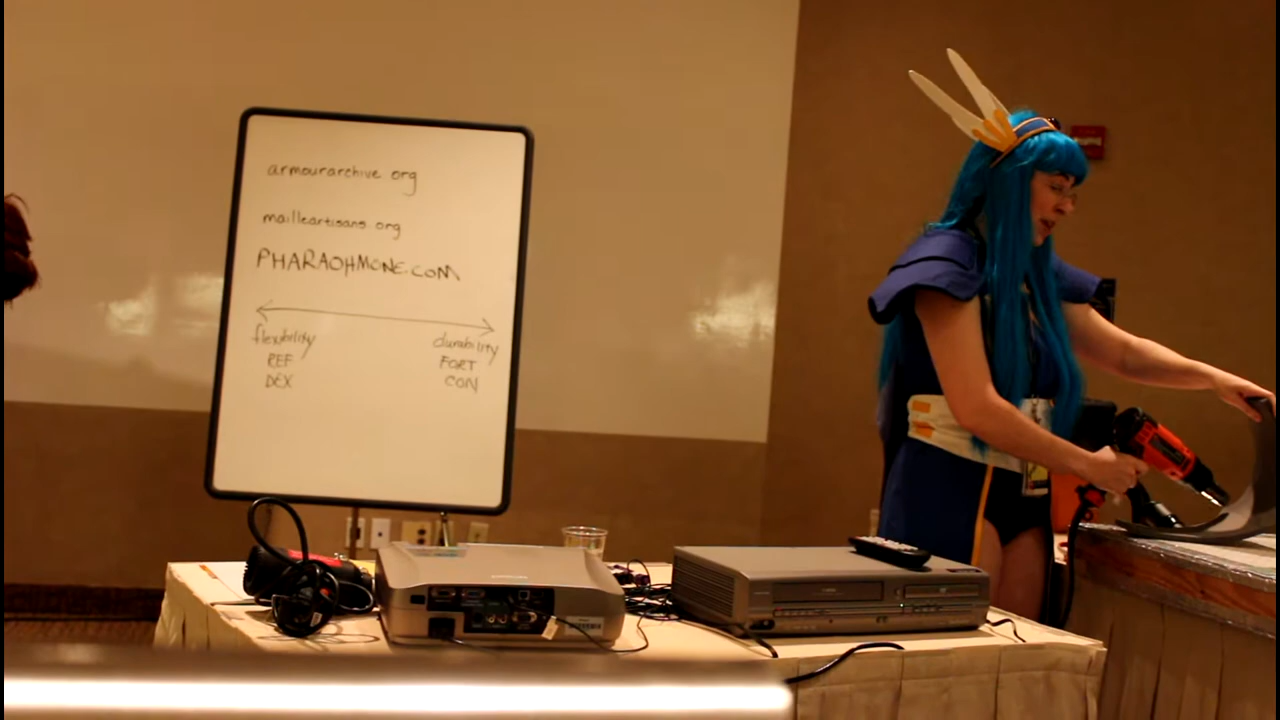 armourarchive.org
mailleartisans.org
PHARAOHMONE.COM
flexibility durability
REF FORT
DEX CON